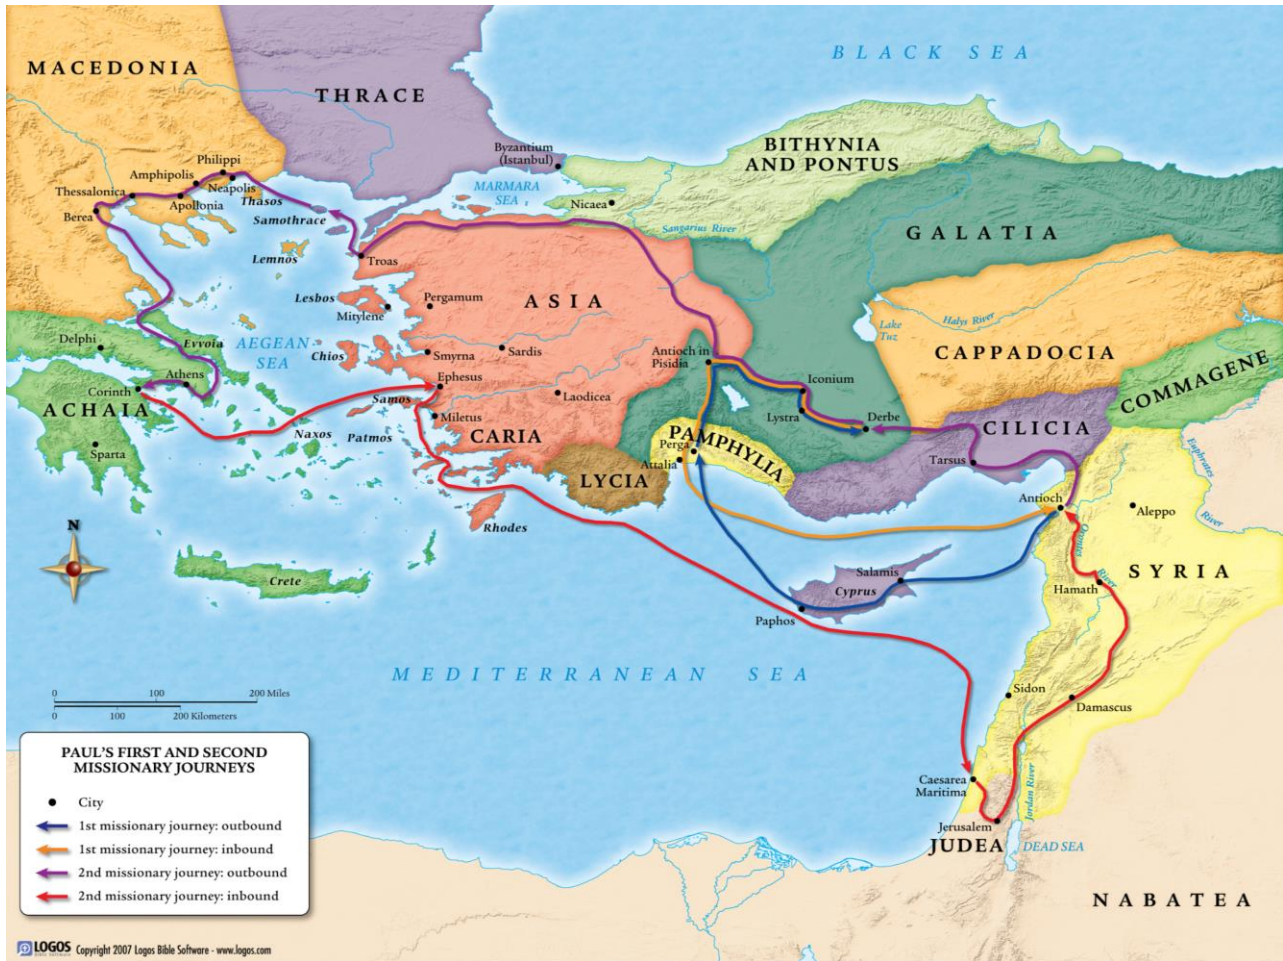 BLACK SEA
MACEDONIA
THRACE
BITHYNIA
AND PONTUS
Byzantium
(Istanbul)
Philippi
Amphipolis
Neapolis
Thessalonica
Apollonia
Thasos
Berea
Samothrace
MARMARA
SEA
Nicaea
Sangarius River
GALATIA
Lemnos
Troas
Lesbos
Mitylene
Pergamum
ASIA
Halys River
Lake
Tuz
Delphi
Evvoia
AEGEAN
SEA
Chios
Smyrna
Sardis
Antioch in
Pisidia
CAPPADOCIA
COMMAGENE
Athens
Corinth
ACHAIA
Ephesus
Samos
Laodicea
Iconium
Lystra
Derbe
Miletus
CARIA
PAMPHYLIA
CILICIA
Naxos
Patmos
Perga
Attalia
Tarsus
Sparta
LYCIA
Euphrates
River
Antioch
Aleppo
Rhodes
Orontes
River
N
Crete
Salamis
Cyprus
Paphos
Hamath
SYRIA
MEDITERRANEAN SEA
Sidon
Damascus
0 100 200 Miles
0 100 200 Kilometers
Caesarea
Maritima
Jordan River
Jerusalem
JUDEA
DEAD SEA
NABATEA
PAUL'S FIRST AND SECOND
MISSIONARY JOURNEYS
City
1st missionary journey: outbound
1st missionary journey: inbound
2nd missionary journey: outbound
2nd missionary journey: inbound
LOGOS Copyright 2007 Logos Bible Software - www.logos.com